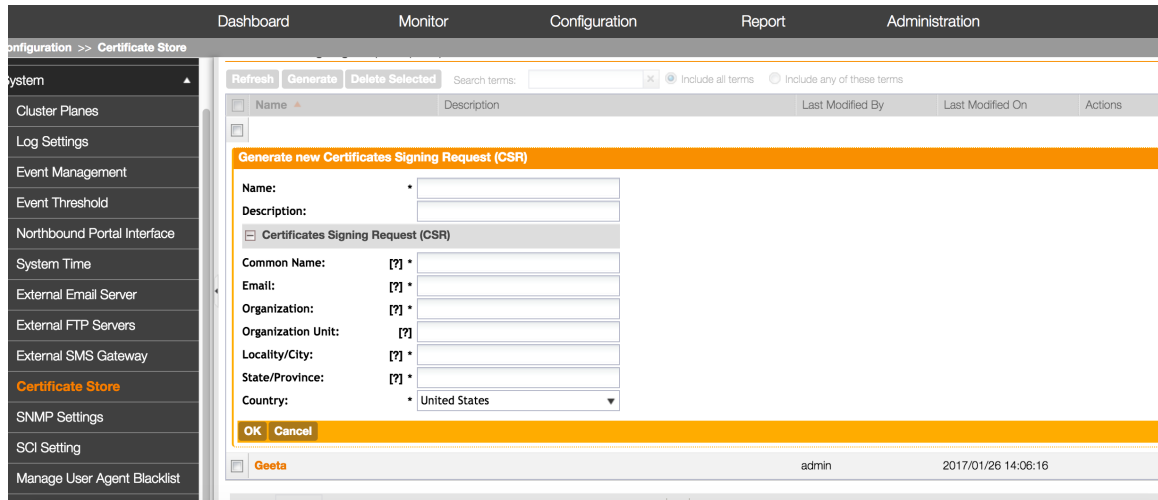 Dashboard Monitor Configuration Report Administration
onfiguration >> Certificate Store
ystem
Cluster Planes
Log Settings
Event Management
Event Threshold
Northbound Portal Interface
System Time
External Email Server
External FTP Servers
External SMS Gateway
Certificate Store
SNMP Settings
SCI Setting
Manage User Agent Blacklist
Refresh Generate Delete Selected Search terms: x Include all terms Include any of these terms
Name Description Last Modified By Last Modified On Actions
Generate new Certificates Signing Request (CSR)
Name: *
Description:
Certificates Signing Request (CSR)
Common Name: [?] *
Email: [?] *
Organization: [?] *
Organization Unit: [?]
Locality/City: [?] *
State/Province: [?] *
Country: * United States
OK Cancel
Geeta admin 2017/01/26 14:06:16